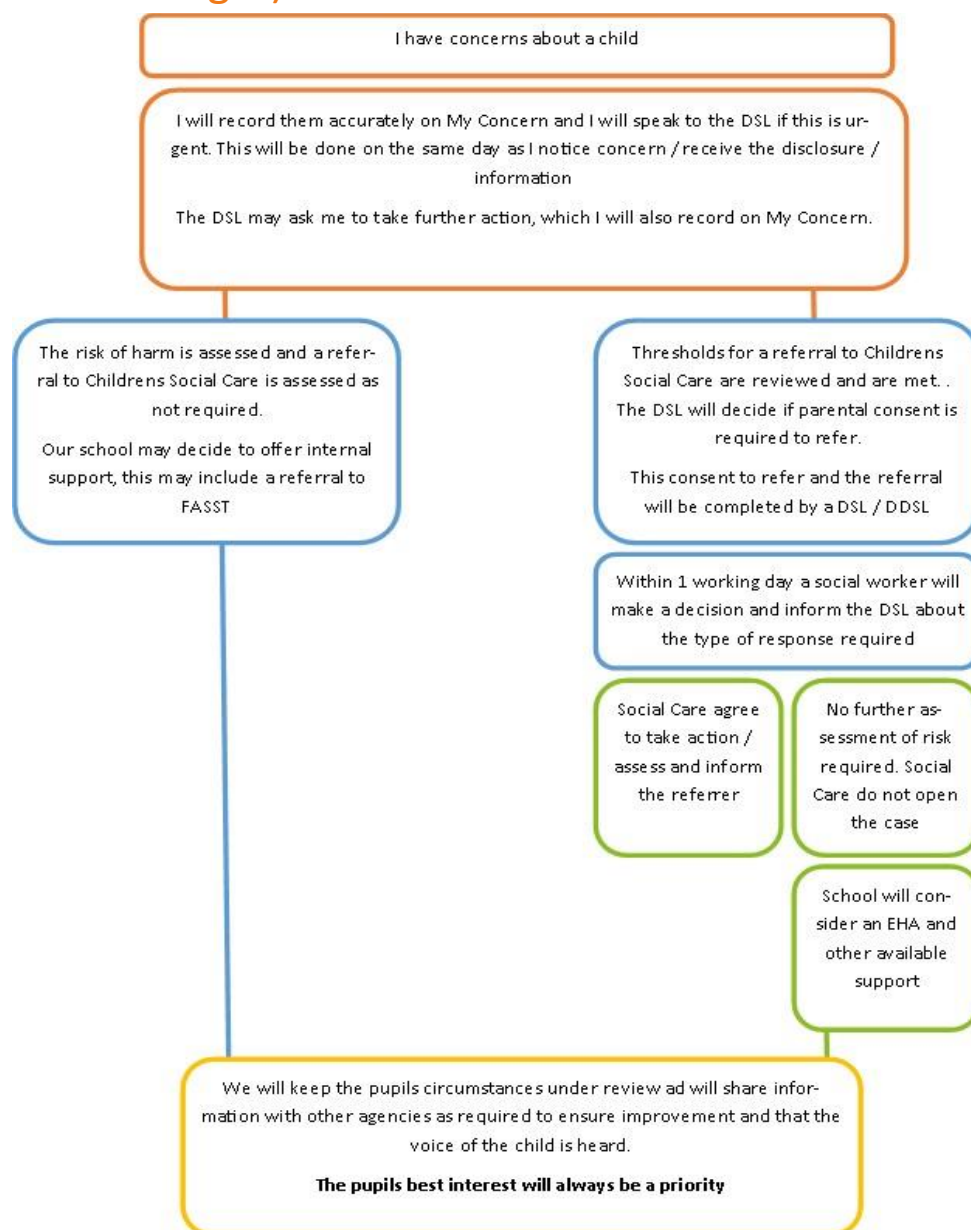 I have concerns about a child
I will record them accurately on My Concern and I will speak to the DSL if this is ur-
gent. This will be done on the same day as I notice concern / receive the disclosure /
information
The DSL may ask me to take further action, which I will also record on My Concern.
The risk of harm is assessed and a refer-
ral to Childrens Social Care is assessed as
not required.
Our school may decide to offer internal
support, this may include a referral to
FASST
Thresholds for a referral to Childrens
Social Care are reviewed and are met. .
The DSL will decide if parental consent is
required to refer.
This consent to refer and the referral
will be completed by a DSL / DDSL
Within 1 working day a social worker will
make a decision and inform the DSL about
the type of response required
Social Care agree
to take action /
assess and inform
the referrer
No further as-
sessment of risk
required. Social
Care do not open
the case
School will con-
sider an EHA and
other available
support
We will keep the pupils circumstances under review ad will share infor-
mation with other agencies as required to ensure improvement and that the
voice of the child is heard.
The pupils best interest will always be a priority